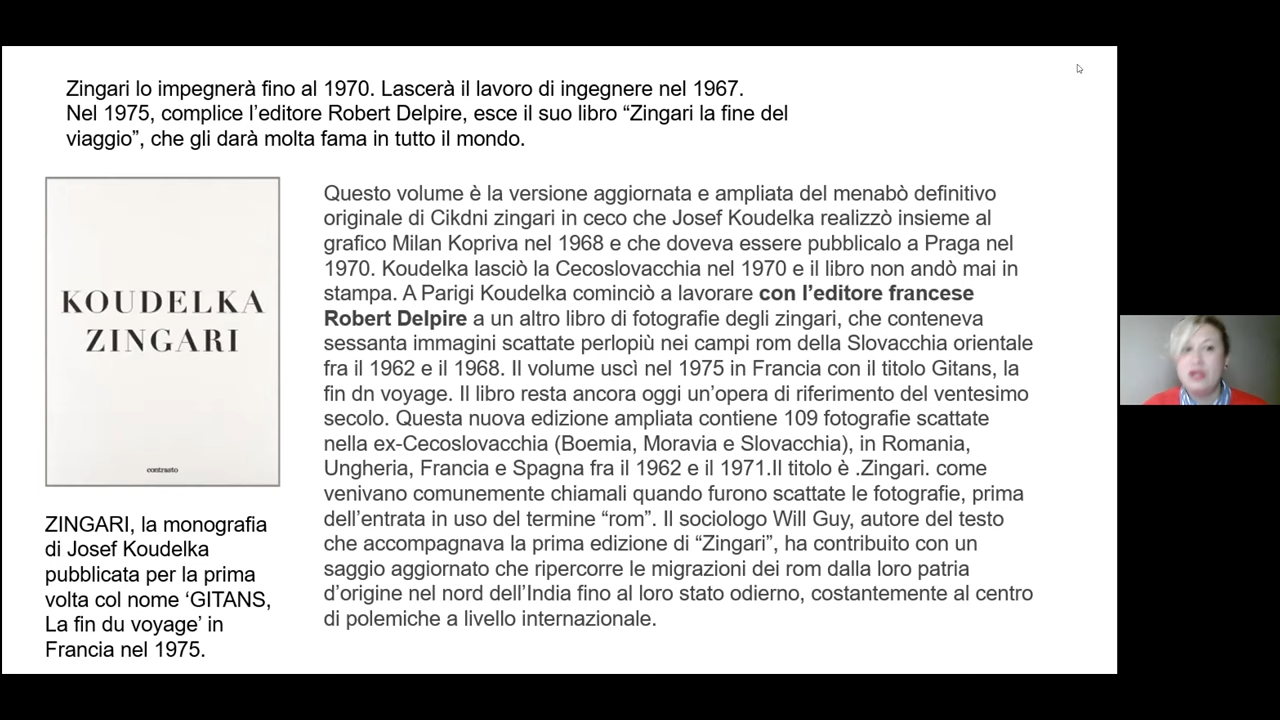 Zingari lo impegnerà fino al 1970. Lascerà il lavoro di ingegnere nel 1967.
Nel 1975, complice l’editore Robert Delpire, esce il suo libro “Zingari la fine del
viaggio”, che gli darà molta fama in tutto il mondo.
KOUDELKA
ZINGARI
contrasto
ZINGARI, la monografia
di Josef Koudelka
pubblicata per la prima
volta col nome ‘GITANS,
La fin du voyage’ in
Francia nel 1975.
Questo volume è la versione aggiornata e ampliata del menabò definitivo
originale di Cikdni zingari in ceco che Josef Koudelka realizzò insieme al
grafico Milan Kopriva nel 1968 e che doveva essere pubblicalo a Praga nel
1970. Koudelka lasciò la Cecoslovacchia nel 1970 e il libro non andò mai in
stampa. A Parigi Koudelka cominciò a lavorare con l’editore francese
Robert Delpire a un altro libro di fotografie degli zingari, che conteneva
sessanta immagini scattate perlopiù nei campi rom della Slovacchia orientale
fra il 1962 e il 1968. Il volume uscì nel 1975 in Francia con il titolo Gitans, la
fin dn voyage. Il libro resta ancora oggi un’opera di riferimento del ventesimo
secolo. Questa nuova edizione ampliata contiene 109 fotografie scattate
nella ex-Cecoslovacchia (Boemia, Moravia e Slovacchia), in Romania,
Ungheria, Francia e Spagna fra il 1962 e il 1971.Il titolo è .Zingari. come
venivano comunemente chiamali quando furono scattate le fotografie, prima
dell’entrata in uso del termine “rom”. Il sociologo Will Guy, autore del testo
che accompagnava la prima edizione di “Zingari”, ha contribuito con un
saggio aggiornato che ripercorre le migrazioni dei rom dalla loro patria
d’origine nel nord dell’India fino al loro stato odierno, costantemente al centro
di polemiche a livello internazionale.